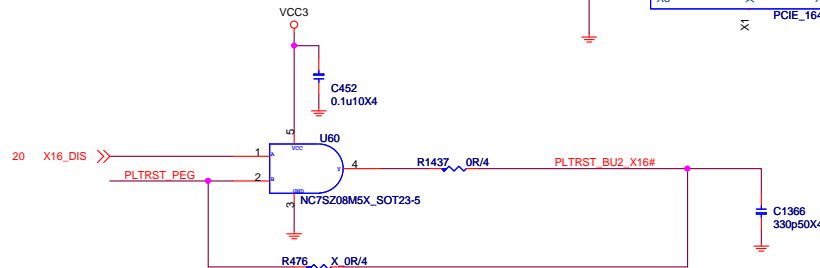 VCC3
PCIE_164
X1
C452
0.1u10X4
5
U60
VCC
20 X16_DIS
1
A
R1437 0R/4
PLTRST_BU2_X16#
Y
4
PLTRST_PEG
2
B
GND
NC7SZ08M5X_SOT23-5
3
C1366
330p50X4
R476 X_0R/4